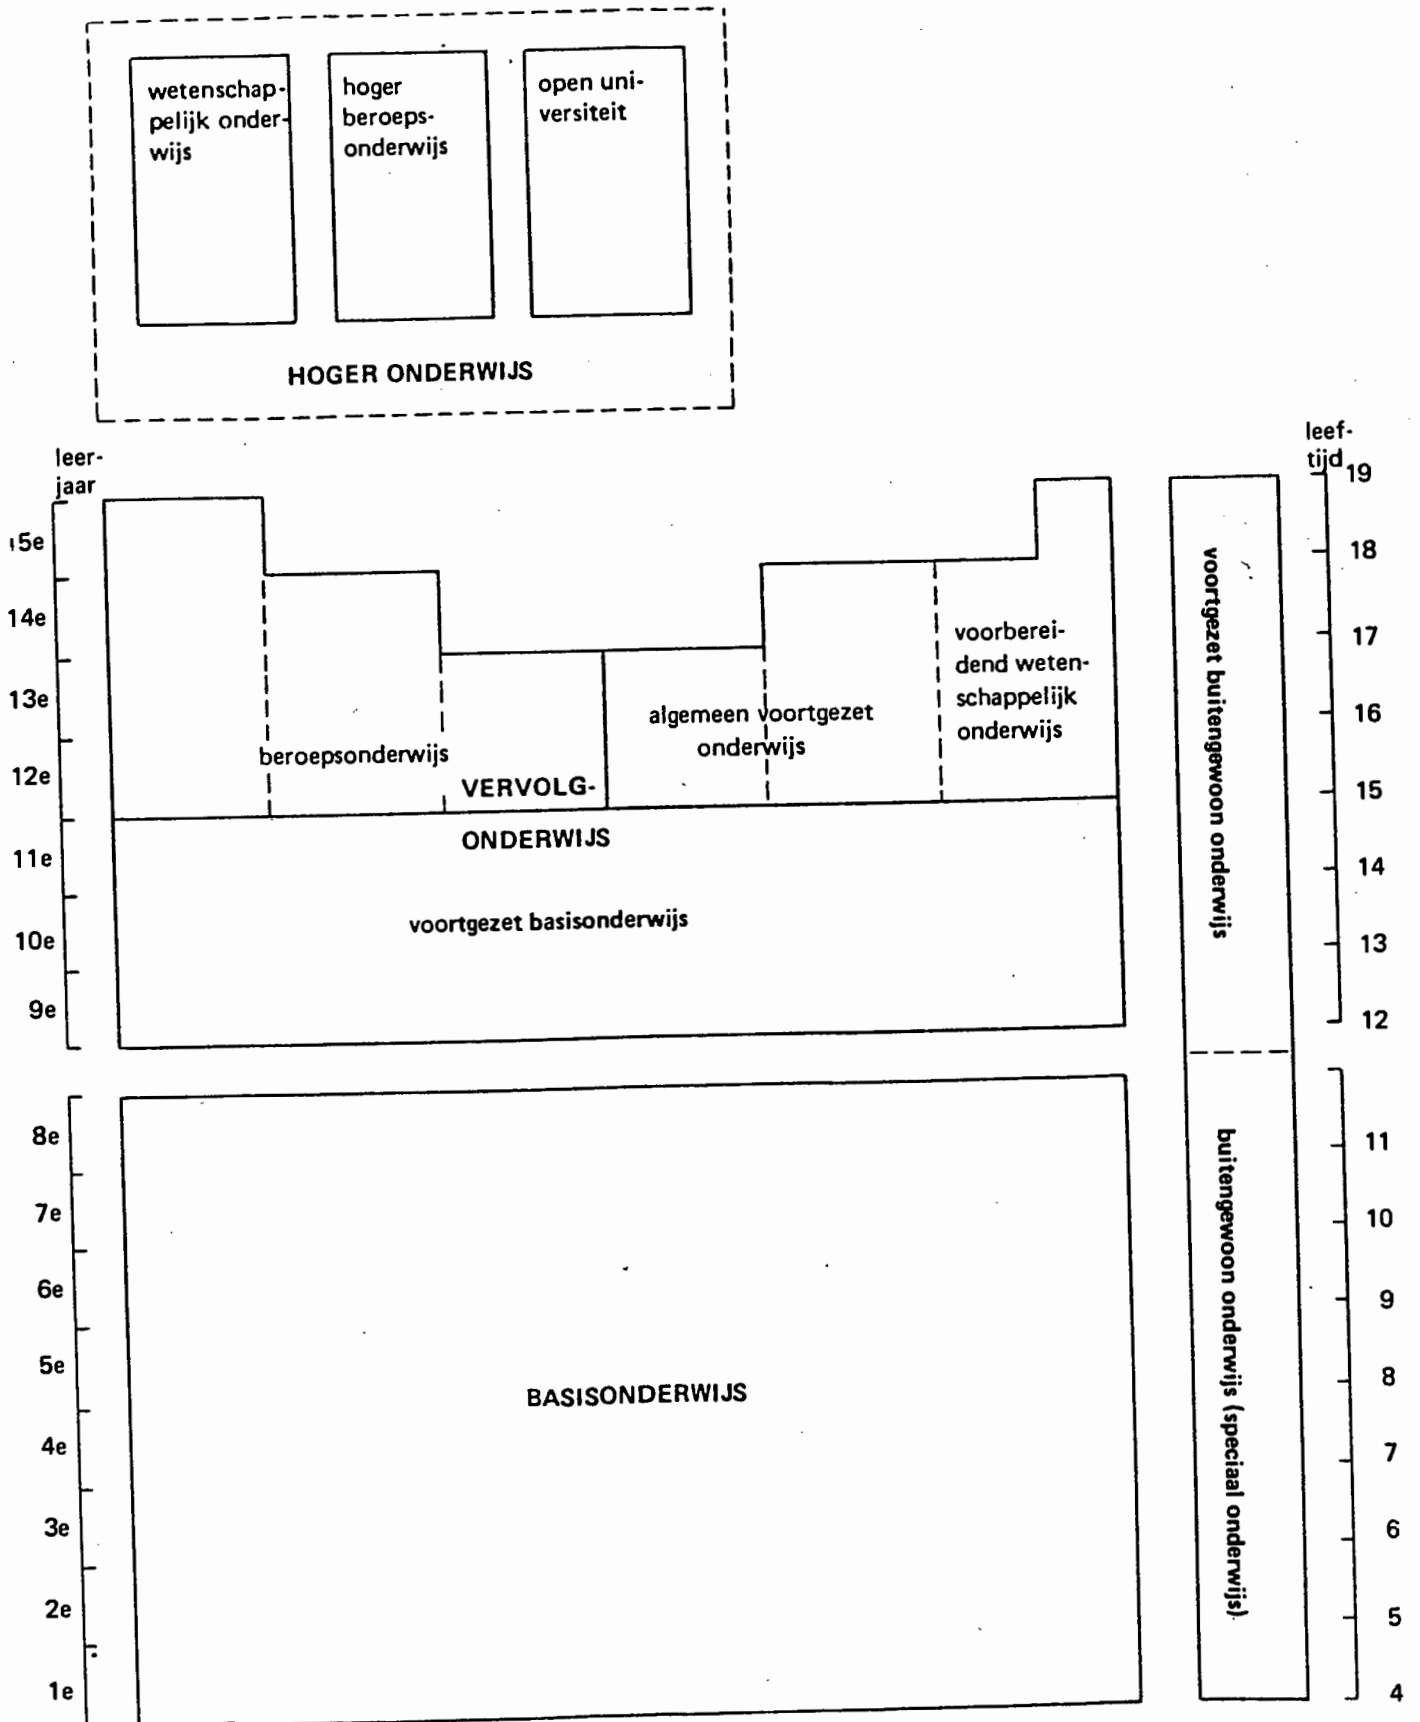 wetenschap-
pelijk onder-
wijs
hoger
beroeps-
onderwijs
open uni-
versiteit
HOGER ONDERWIJS
leer-
jaar
leef-
tijd
15e
14e
13e
12e
11e
10e
9e
8e
7e
6e
5e
4e
3e
2e
1e
beroepsonderwijs
VERVOLG-
ONDERWIJS
algemeen voortgezet
onderwijs
voorberei-
dend weten-
schappelijk
onderwijs
voortgezet basisonderwijs
BASISONDERWIJS
voortgezet buitengewoon onderwijs
buitengewoon onderwijs (speciaal onderwijs)
19
18
17
16
15
14
13
12
11
10
9
8
7
6
5
4